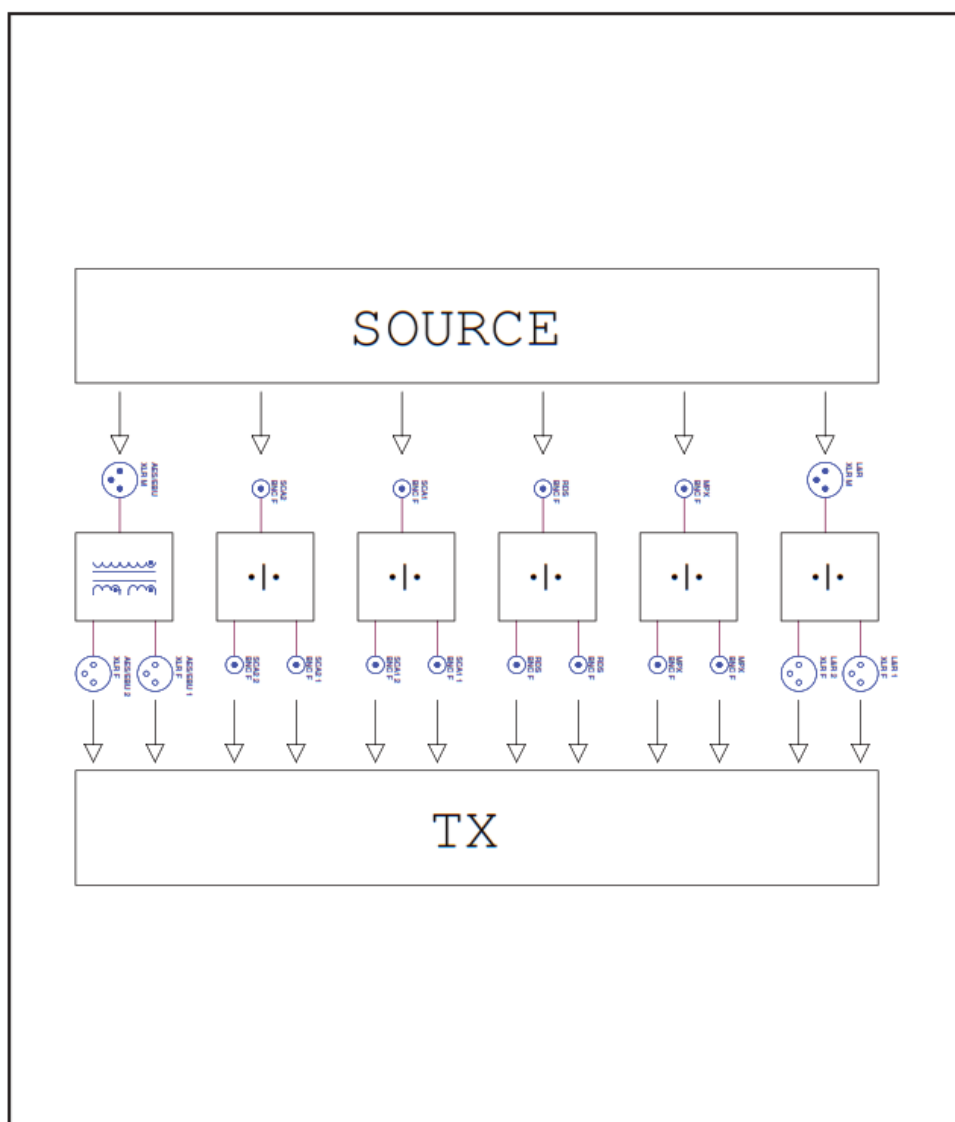 SOURCE
AES/EBU
XLR M
SCA2
BNC F
SCA1
BNC F
RDS
BNC F
MPX
BNC F
L&R
XLR M
AES/EBU 2
XLR F
AES/EBU 1
XLR F
SCA2 2
BNC F
SCA2 1
BNC F
SCA1 2
BNC F
SCA1 1
BNC F
RDS
BNC F
RDS
BNC F
MPX
BNC F
MPX
BNC F
L&R 2
XLR F
L&R 1
XLR F
TX